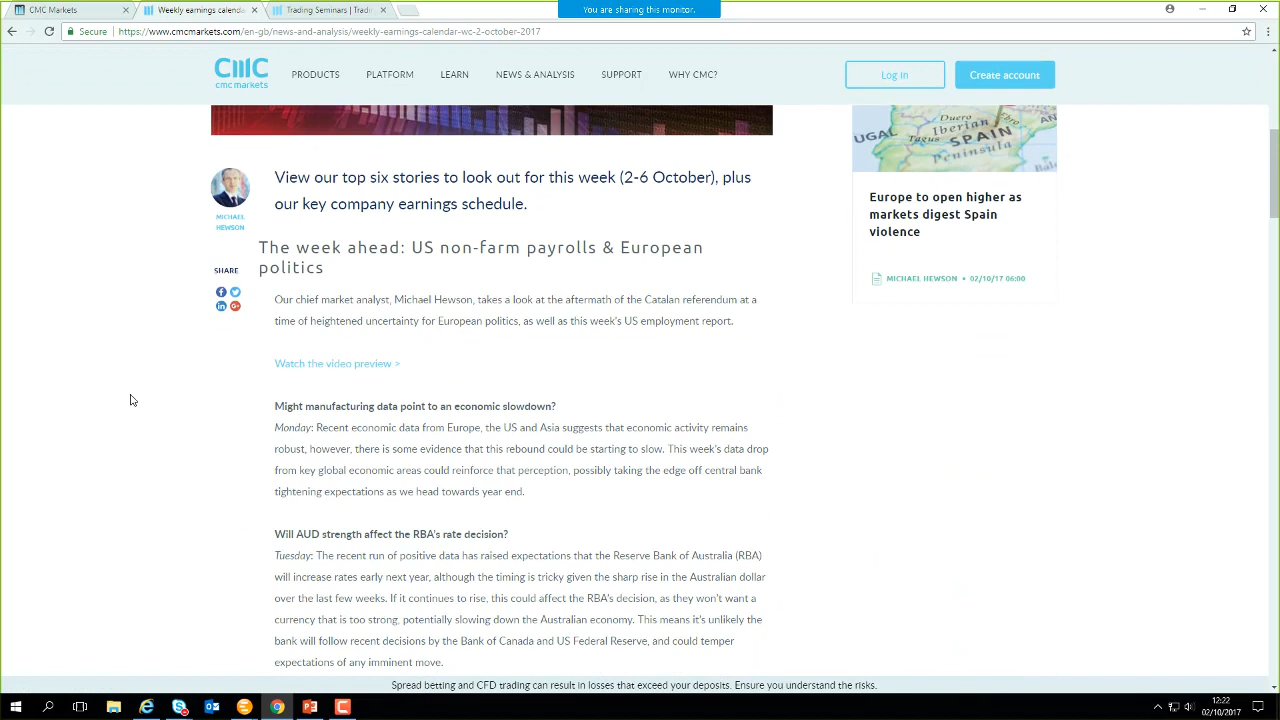 CMC Markets
Weekly earnings calenda
Trading Seminars | Tradi
You are sharing this monitor.
Secure
https://www.cmcmarkets.com/en-gb/news-and-analysis/weekly-earnings-calendar-wc-2-october-2017
cmc markets
PRODUCTS
PLATFORM
LEARN
NEWS & ANALYSIS
SUPPORT
WHY CMC?
Log in
Create account
MICHAEL
HEWSON
SHARE
View our top six stories to look out for this week (2-6 October), plus
our key company earnings schedule.
The week ahead: US non-farm payrolls & European
politics
Our chief market analyst, Michael Hewson, takes a look at the aftermath of the Catalan referendum at a
time of heightened uncertainty for European politics, as well as this week's US employment report.
Watch the video preview >
Might manufacturing data point to an economic slowdown?
Monday: Recent economic data from Europe, the US and Asia suggests that economic activity remains
robust, however, there is some evidence that this rebound could be starting to slow. This week's data drop
from key global economic areas could reinforce that perception, possibly taking the edge off central bank
tightening expectations as we head towards year end.
Will AUD strength affect the RBA's rate decision?
Tuesday: The recent run of positive data has raised expectations that the Reserve Bank of Australia (RBA)
will increase rates early next year, although the timing is tricky given the sharp rise in the Australian dollar
over the last few weeks. If it continues to rise, this could affect the RBA's decision, as they won't want a
currency that is too strong, potentially slowing down the Australian economy. This means it's unlikely the
bank will follow recent decisions by the Bank of Canada and US Federal Reserve, and could temper
expectations of any imminent move.
UGAL
Duero
Ebro
AN
Iberian
Tagus
SPAIN
Peninsula
Europe to open higher as
markets digest Spain
violence
MICHAEL HEWSON • 02/10/17 06:00
Spread betting and CFD trading can result in losses that exceed your deposits. Ensure you understand the risks.
12:22
02/10/2017